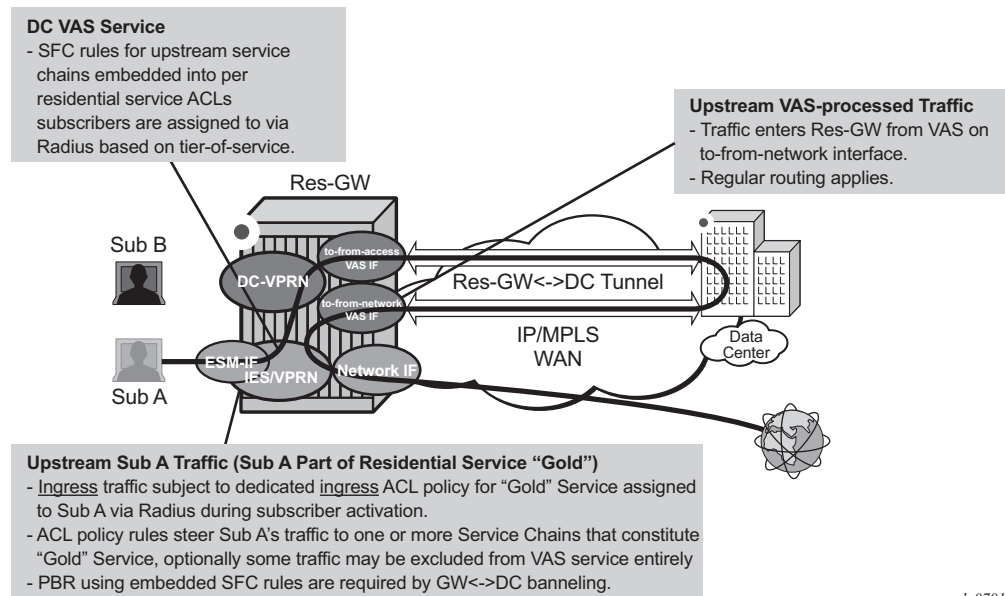 DC VAS Service
- SFC rules for upstream service
chains embedded into per
residential service ACLs
subscribers are assigned to via
Radius based on tier-of-service.
Upstream VAS-processed Traffic
- Traffic enters Res-GW from VAS on
to-from-network interface.
- Regular routing applies.
Res-GW
Sub B
to-from-access
VAS IF
DC-VPRN
Res-GW<->DC Tunnel
to-from-network
VAS IF
IP/MPLS
WAN
Data
Center
ESM-IF
IES/VPRN
Network IF
Sub A
Upstream Sub A Traffic (Sub A Part of Residential Service “Gold”)
- Ingress traffic subject to dedicated ingress ACL policy for “Gold” Service assigned
to Sub A via Radius during subscriber activation.
- ACL policy rules steer Sub A’s traffic to one or more Service Chains that constitute
“Gold” Service, optionally some traffic may be excluded from VAS service entirely
- PBR using embedded SFC rules are required by GW<->DC banneling.